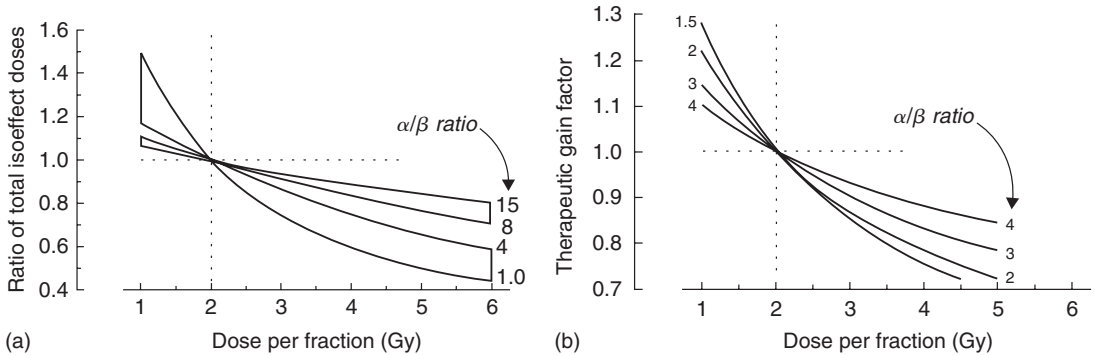 Ratio of total isoeffect doses
1.6
1.4
1.2
1.0
0.8
0.6
0.4
α/β ratio
15
8
4
1.0
1 2 3 4 5 6
(a)
Dose per fraction (Gy)
Therapeutic gain factor
1.3
1.2
1.1
1.0
0.9
0.8
0.7
1.5
2
3
4
α/β ratio
4
3
2
1 2 3 4 5 6
(b)
Dose per fraction (Gy)